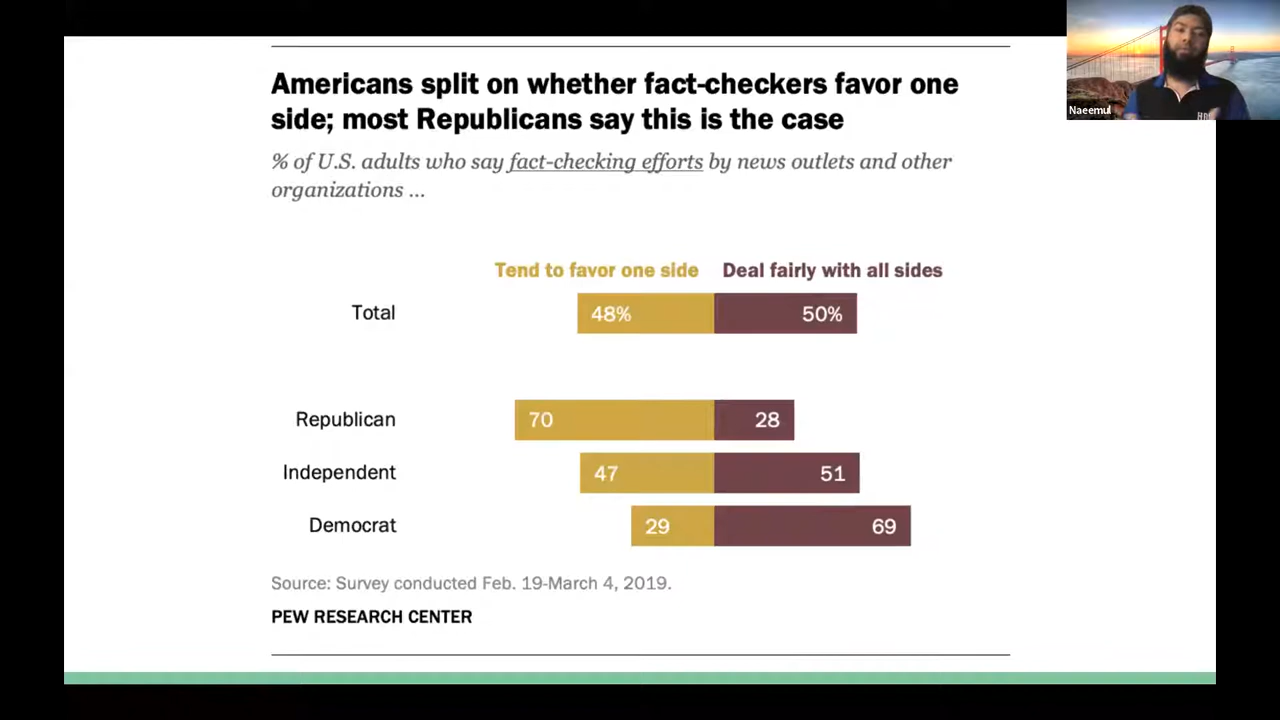 Americans split on whether fact-checkers favor one
side; most Republicans say this is the case
% of U.S. adults who say fact-checking efforts by news outlets and other
organizations ...
Tend to favor one side Deal fairly with all sides
Total 48% 50%
Republican 70 28
Independent 47 51
Democrat 29 69
Source: Survey conducted Feb. 19-March 4, 2019.
PEW RESEARCH CENTER
Naeemul